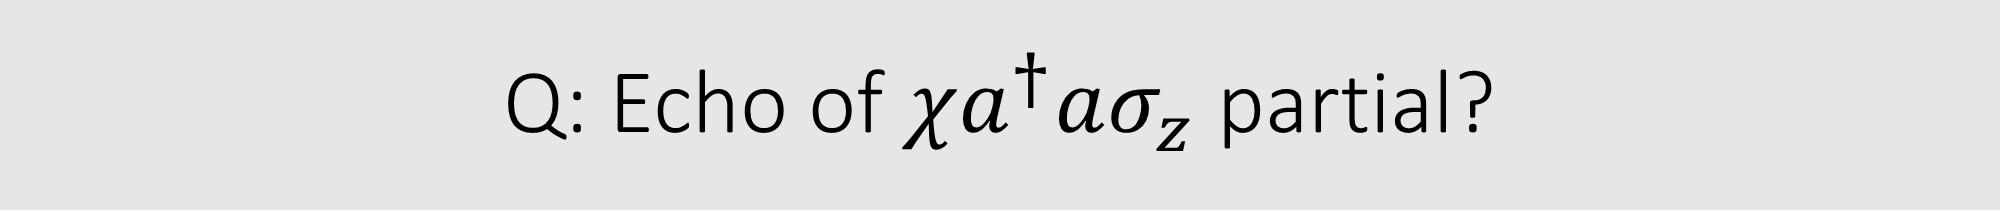 Q: Echo of 𝜒𝑎†𝑎𝜎𝑧 partial?